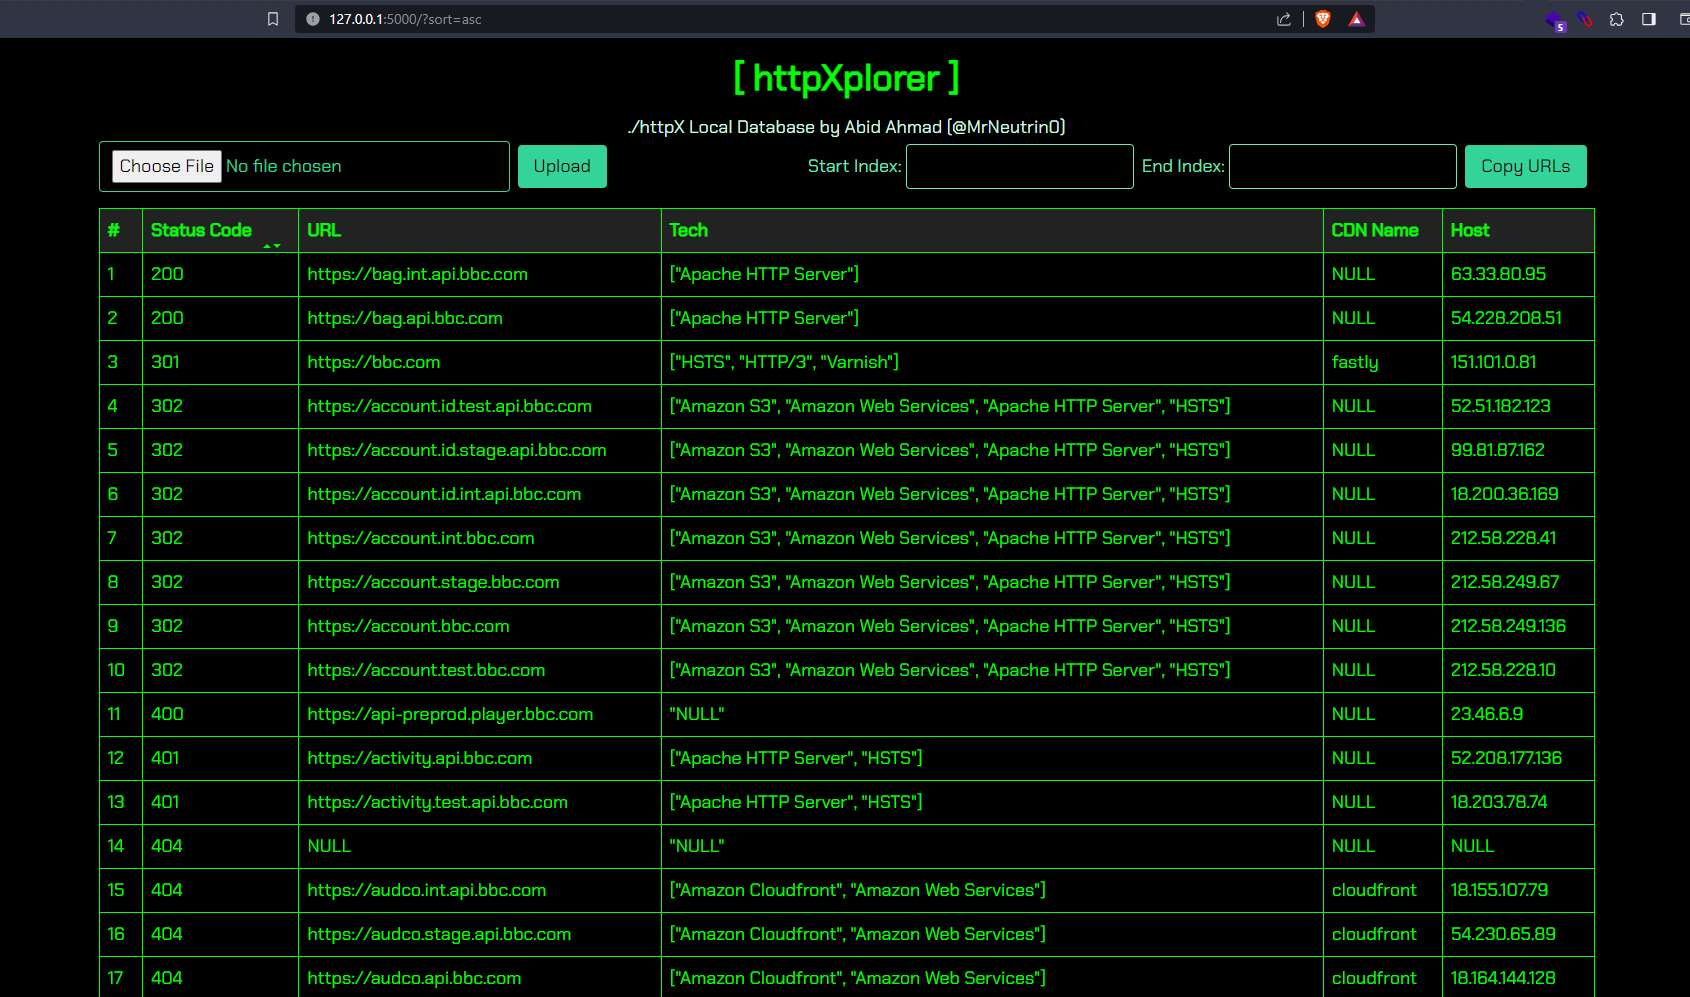 127.0.0.1:5000/?sort=asc
5
[ httpXplorer ]
./httpX Local Database by Abid Ahmad (@MrNeutrin0)
Choose File No file chosen Upload Start Index: End Index: Copy URLs
# Status Code URL Tech CDN Name Host
1 200 https://bag.int.api.bbc.com ["Apache HTTP Server"] NULL 63.33.80.95
2 200 https://bag.api.bbc.com ["Apache HTTP Server"] NULL 54.228.208.51
3 301 https://bbc.com ["HSTS", "HTTP/3", "Varnish"] fastly 151.101.0.81
4 302 https://account.id.test.api.bbc.com ["Amazon S3", "Amazon Web Services", "Apache HTTP Server", "HSTS"] NULL 52.51.182.123
5 302 https://account.id.stage.api.bbc.com ["Amazon S3", "Amazon Web Services", "Apache HTTP Server", "HSTS"] NULL 99.81.87.162
6 302 https://account.id.int.api.bbc.com ["Amazon S3", "Amazon Web Services", "Apache HTTP Server", "HSTS"] NULL 18.200.36.169
7 302 https://account.int.bbc.com ["Amazon S3", "Amazon Web Services", "Apache HTTP Server", "HSTS"] NULL 212.58.228.41
8 302 https://account.stage.bbc.com ["Amazon S3", "Amazon Web Services", "Apache HTTP Server", "HSTS"] NULL 212.58.249.67
9 302 https://account.bbc.com ["Amazon S3", "Amazon Web Services", "Apache HTTP Server", "HSTS"] NULL 212.58.249.136
10 302 https://account.test.bbc.com ["Amazon S3", "Amazon Web Services", "Apache HTTP Server", "HSTS"] NULL 212.58.228.10
11 400 https://api-preprod.player.bbc.com "NULL" NULL 23.46.6.9
12 401 https://activity.api.bbc.com ["Apache HTTP Server", "HSTS"] NULL 52.208.177.136
13 401 https://activity.test.api.bbc.com ["Apache HTTP Server", "HSTS"] NULL 18.203.78.74
14 404 NULL "NULL" NULL NULL
15 404 https://audco.int.api.bbc.com ["Amazon Cloudfront", "Amazon Web Services"] cloudfront 18.155.107.79
16 404 https://audco.stage.api.bbc.com ["Amazon Cloudfront", "Amazon Web Services"] cloudfront 54.230.65.89
17 404 https://audco.api.bbc.com ["Amazon Cloudfront", "Amazon Web Services"] cloudfront 18.164.144.128